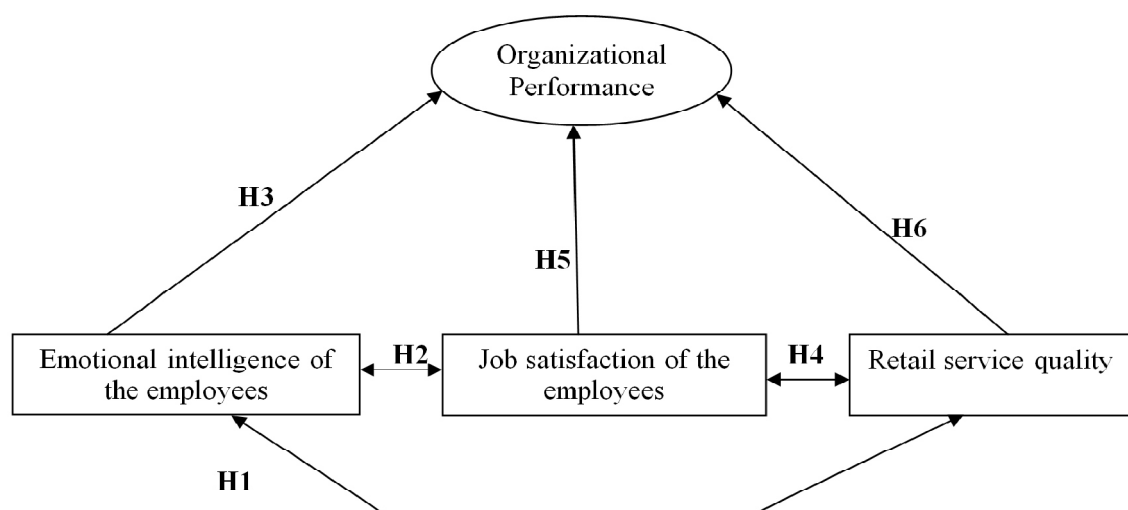 Organizational
Performance
H3
H6
H5
Emotional intelligence of
the employees
H2
Job satisfaction of the
employees
H4
Retail service quality
H1